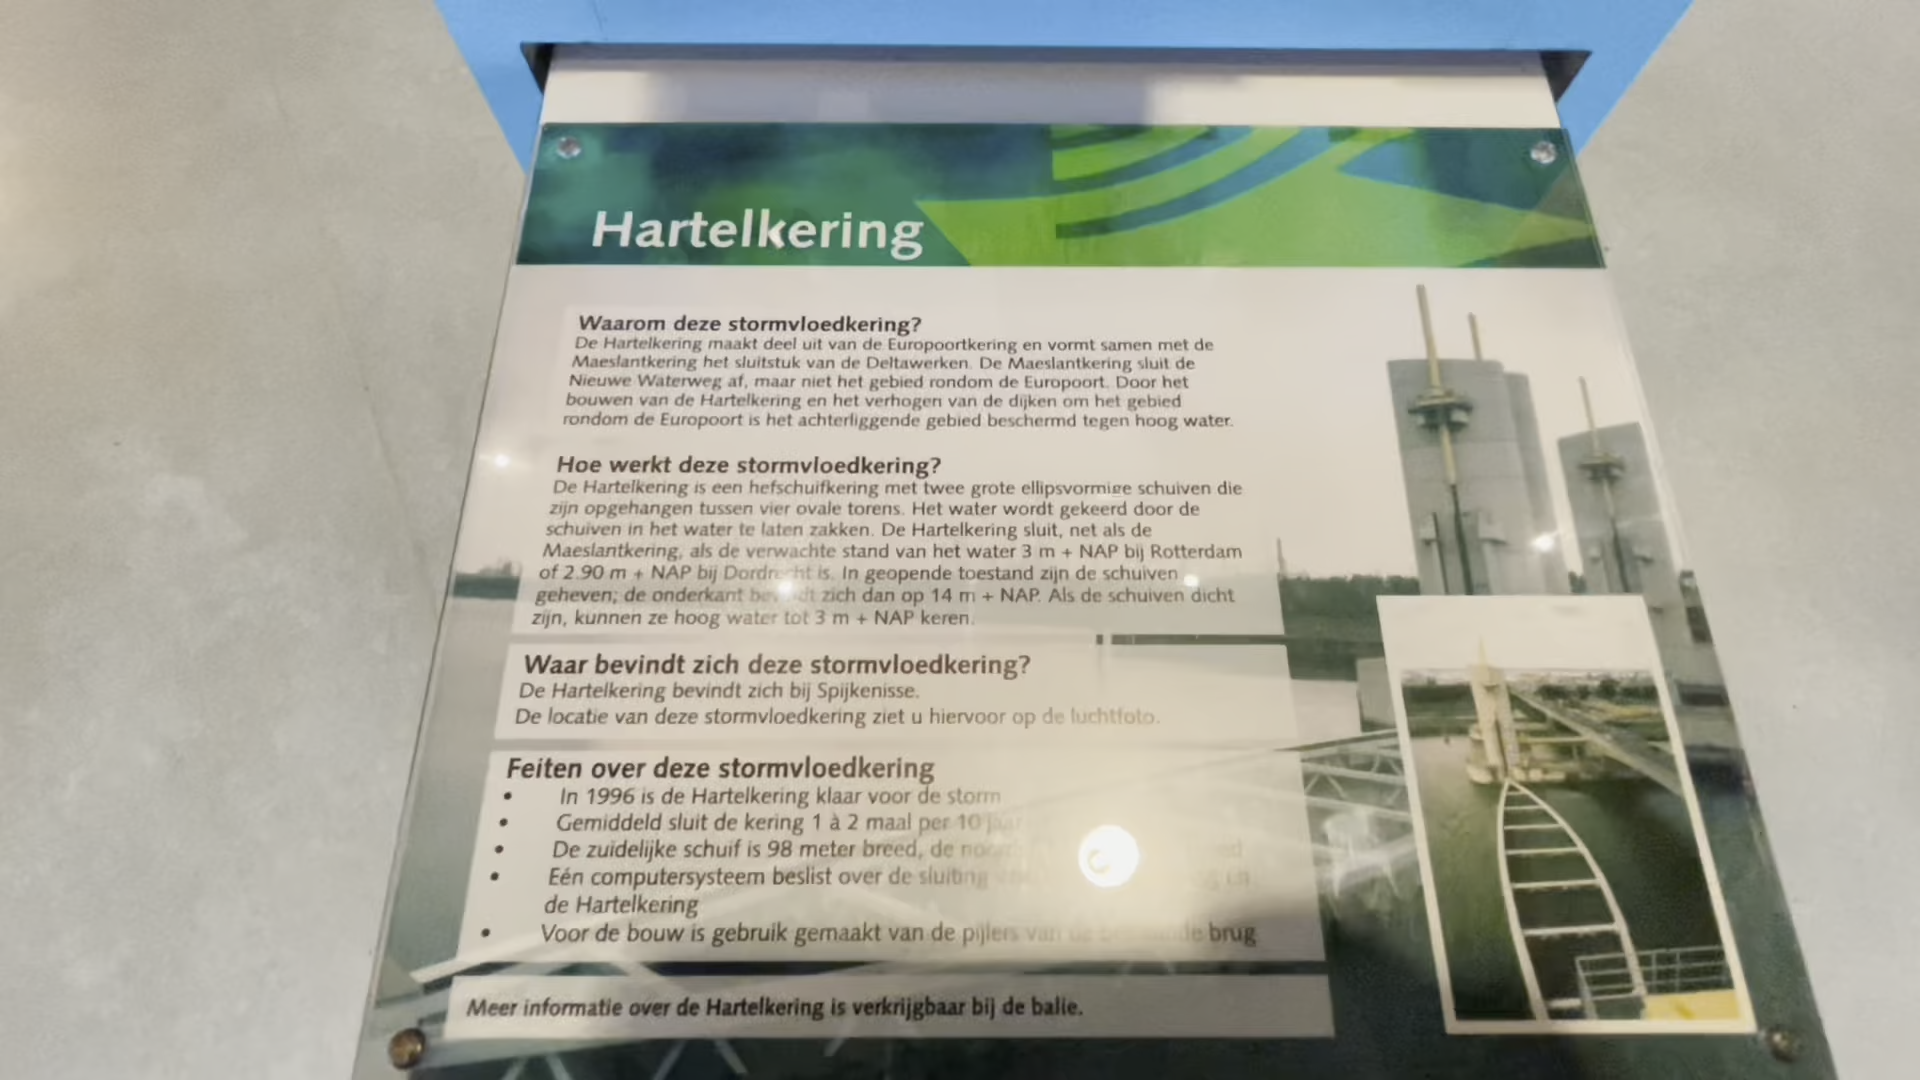 Hartelkering
Waarom deze stormvloedkering?
De Hartelkering maakt deel uit van de Europoortkering en vormt samen met de
Maeslantkering het sluitstuk van de Deltawerken. De Maeslantkering sluit de
Nieuwe Waterweg af, maar niet het gebied rondom de Europoort. Door het
bouwen van de Hartelkering en het verhogen van de dijken om het gebied
rondom de Europoort is het achterliggende gebied beschermd tegen hoog water.
Hoe werkt deze stormvloedkering?
De Hartelkering is een hefschuifkering met twee grote ellipsvormige schuiven die
zijn opgehangen tussen vier ovale torens. Het water wordt gekeerd door de
schuiven in het water te laten zakken. De Hartelkering sluit, net als de
Maeslantkering, als de verwachte stand van het water 3 m + NAP bij Rotterdam
of 2.90 m + NAP bij Dordrecht is. In geopende toestand zijn de schuiven
geheven; de onderkant bevindt zich dan op 14 m + NAP. Als de schuiven dicht
zijn, kunnen ze hoog water tot 3 m + NAP keren.
Waar bevindt zich deze stormvloedkering?
De Hartelkering bevindt zich bij Spijkenisse.
De locatie van deze stormvloedkering ziet u hiervoor op de luchtfoto.
Feiten over deze stormvloedkering
• In 1996 is de Hartelkering klaar voor de storm
• Gemiddeld sluit de kering 1 à 2 maal per 10 jaar
• De zuidelijke schuif is 98 meter breed, de
• Eén computersysteem beslist over de sluiting
de Hartelkering
• Voor de bouw is gebruik gemaakt van de pijlers van de bestaande brug
Meer informatie over de Hartelkering is verkrijgbaar bij de balie.